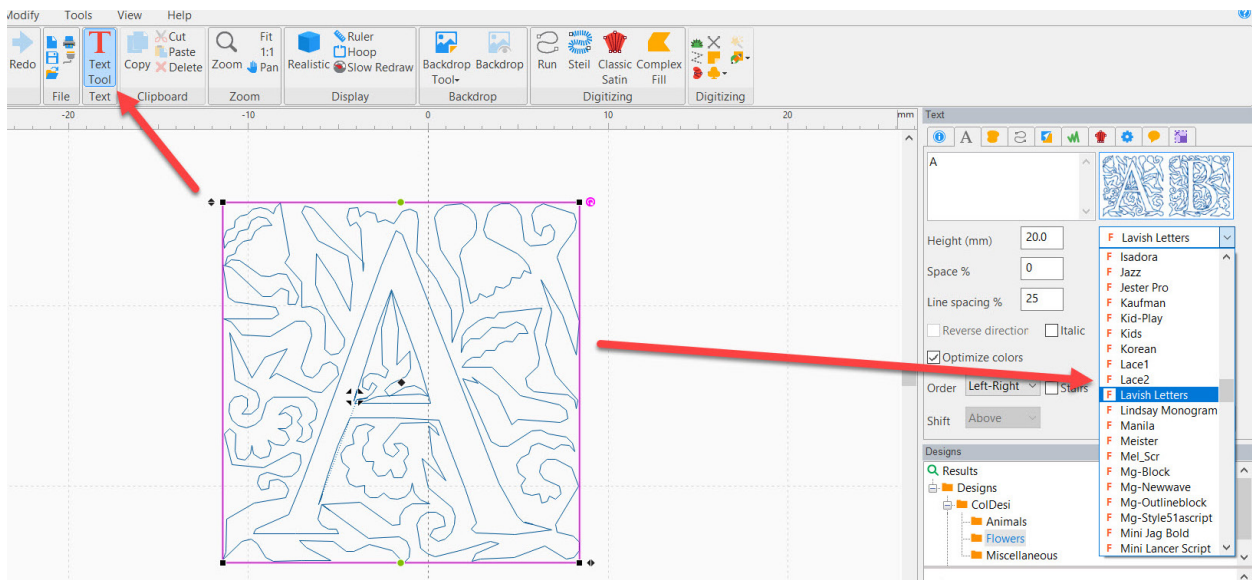 Modify Tools View Help
Redo
Text Tool
Copy
Cut
Paste
Delete
Zoom
Fit
1:1
Pan
Realistic
Ruler
Hoop
Slow Redraw
Backdrop Tool
Backdrop
Run
Steil
Classic Satin
Complex Fill
File
Text
Clipboard
Zoom
Display
Backdrop
Digitizing
Digitizing
-20 -10 0 10 20 mm
Text
A
AB
Height (mm) 20.0
Space % 0
Line spacing % 25
Reverse direction Italic
Optimize colors
Order Left-Right Stairs
Shift Above
F Lavish Letters
F Isadora
F Jazz
F Jester Pro
F Kaufman
F Kid-Play
F Kids
F Korean
F Lace1
F Lace2
F Lavish Letters
F Lindsay Monogram
F Manila
F Meister
F Mel_Scr
F Mg-Block
F Mg-Newwave
F Mg-Outlineblock
F Mg-Style51ascript
F Mini Jag Bold
F Mini Lancer Script
Designs
Results
Designs
ColDesi
Animals
Flowers
Miscellaneous
A